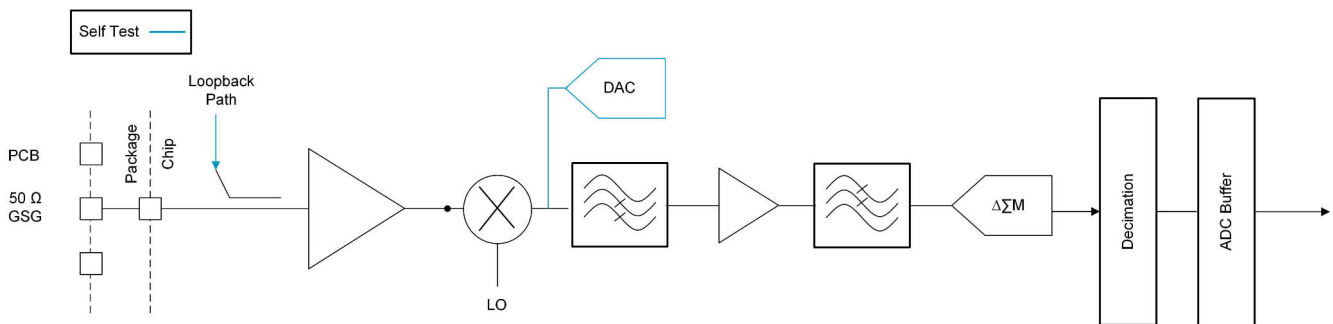 Self Test
Loopback
Path
DAC
PCB
Package
Chip
50 Ω
GSG
LO
ΔΣM
Decimation
ADC Buffer